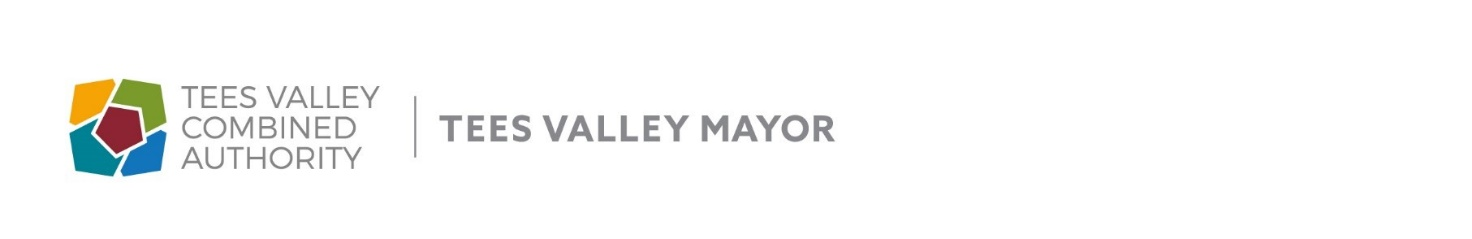 TEES VALLEY
COMBINED
AUTHORITY
TEES VALLEY MAYOR